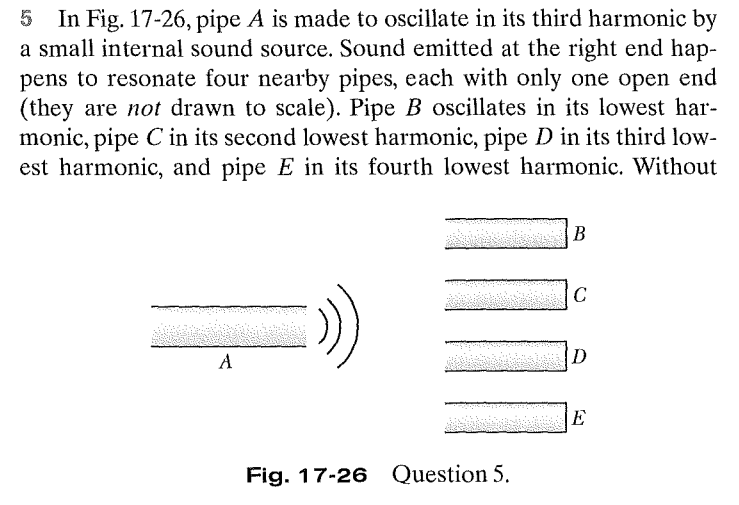 5 In Fig. 17-26, pipe A is made to oscillate in its third harmonic by
a small internal sound source. Sound emitted at the right end hap-
pens to resonate four nearby pipes, each with only one open end
(they are not drawn to scale). Pipe B oscillates in its lowest har-
monic, pipe C in its second lowest harmonic, pipe D in its third low-
est harmonic, and pipe E in its fourth lowest harmonic. Without
B
C
A
D
E
Fig. 17-26 Question 5.